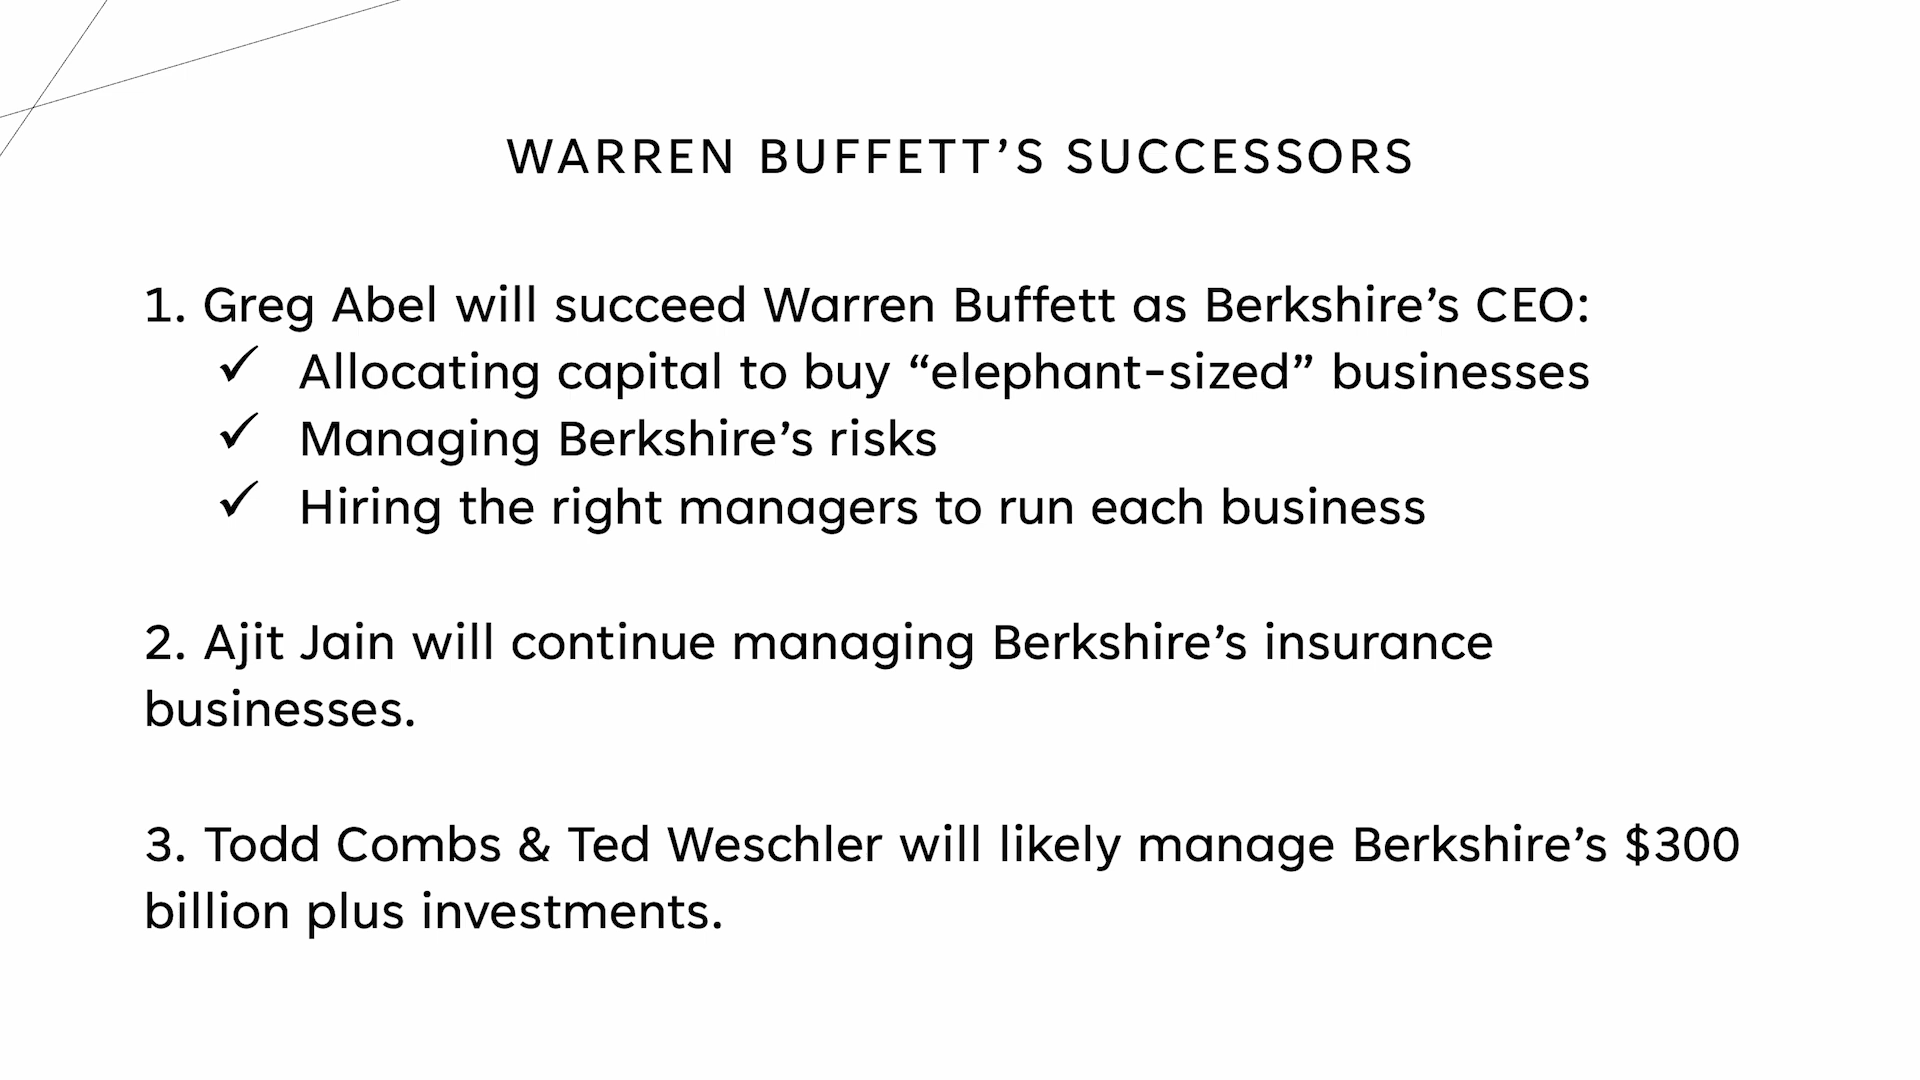 WARREN BUFFETT’S SUCCESSORS
1. Greg Abel will succeed Warren Buffett as Berkshire’s CEO:
✓ Allocating capital to buy “elephant-sized” businesses
✓ Managing Berkshire’s risks
✓ Hiring the right managers to run each business
2. Ajit Jain will continue managing Berkshire’s insurance
businesses.
3. Todd Combs & Ted Weschler will likely manage Berkshire’s $300
billion plus investments.